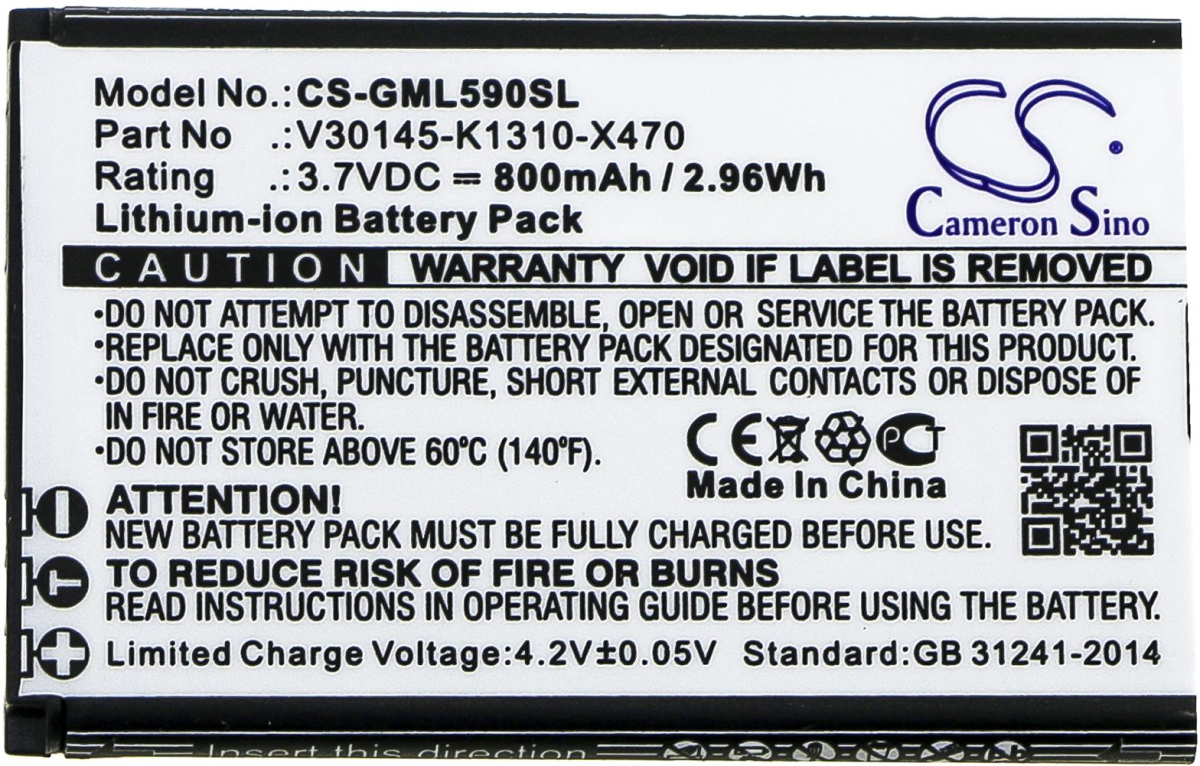 Model No.:CS-GML590SL
Part No .:V30145-K1310-X470
Rating .:3.7VDC 800mAh / 2.96Wh
Lithium-ion Battery Pack
CS
Cameron Sino
CAUTION WARRANTY VOID IF LABEL IS REMOVED
•DO NOT ATTEMPT TO DISASSEMBLE, OPEN OR SERVICE THE BATTERY PACK.
•REPLACE ONLY WITH THE BATTERY PACK DESIGNATED FOR THIS PRODUCT.
•DO NOT CRUSH, PUNCTURE, SHORT EXTERNAL CONTACTS OR DISPOSE OF
IN FIRE OR WATER.
•DO NOT STORE ABOVE 60°C (140°F).
CE PCT
Made In China
ATTENTION!
NEW BATTERY PACK MUST BE FULLY CHARGED BEFORE USE.
T TO REDUCE RISK OF FIRE OR BURNS
READ INSTRUCTIONS IN OPERATING GUIDE BEFORE USING THE BATTERY.
+ Limited Charge Voltage:4.2V±0.05V Standard:GB 31241-2014
Insert this direction